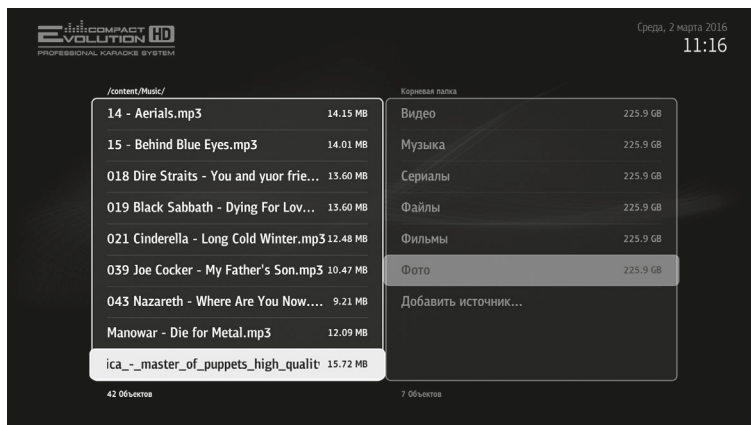 COMPACT
EVOLUTION HD
PROFESSIONAL KARAOKE SYSTEM
Среда, 2 марта 2016
11:16
/content/Music/
14 - Aerials.mp3 14.15 MB
15 - Behind Blue Eyes.mp3 14.01 MB
018 Dire Straits - You and yuor frie... 13.60 MB
019 Black Sabbath - Dying For Lov... 13.60 MB
021 Cinderella - Long Cold Winter.mp3 12.48 MB
039 Joe Cocker - My Father's Son.mp3 10.47 MB
043 Nazareth - Where Are You Now.... 9.21 MB
Manowar - Die for Metal.mp3 12.09 MB
ica_-_master_of_puppets_high_qualit 15.72 MB
42 Объектов
Корневая папка
Видео 225.9 GB
Музыка 225.9 GB
Сериалы 225.9 GB
Файлы 225.9 GB
Фильмы 225.9 GB
Фото 225.9 GB
Добавить источник...
7 Объектов